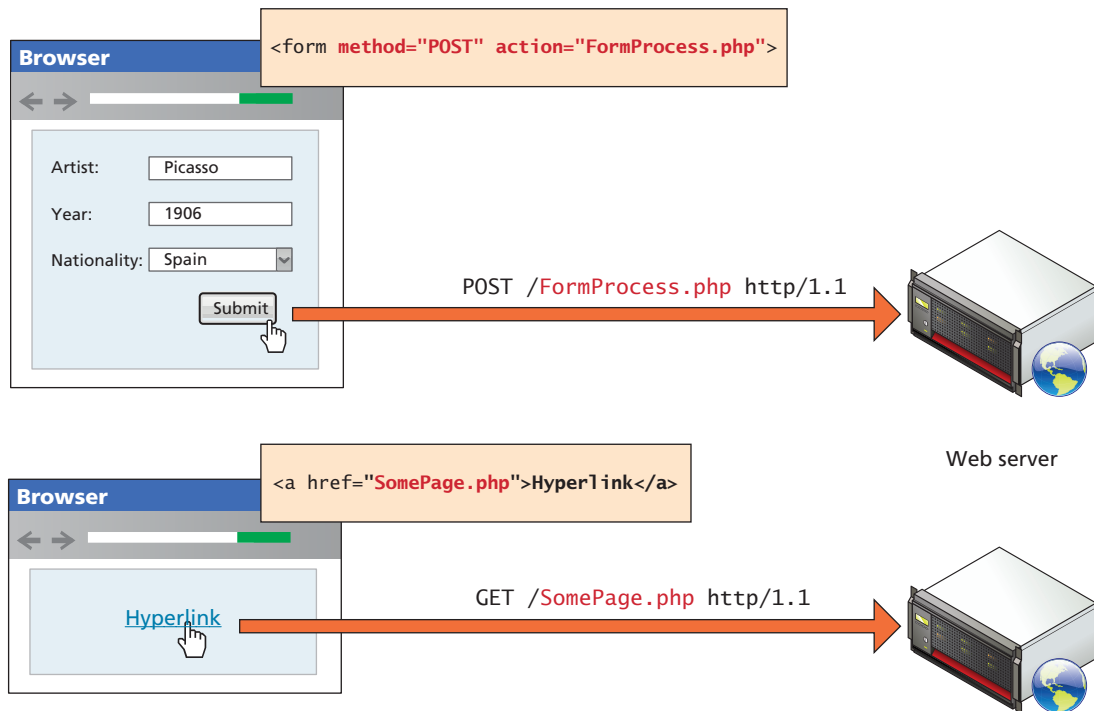 <form method="POST" action="FormProcess.php">
Browser
Artist: Picasso
Year: 1906
Nationality: Spain
Submit
POST /FormProcess.php http/1.1
Web server
<a href="SomePage.php">Hyperlink</a>
Browser
Hyperlink
GET /SomePage.php http/1.1